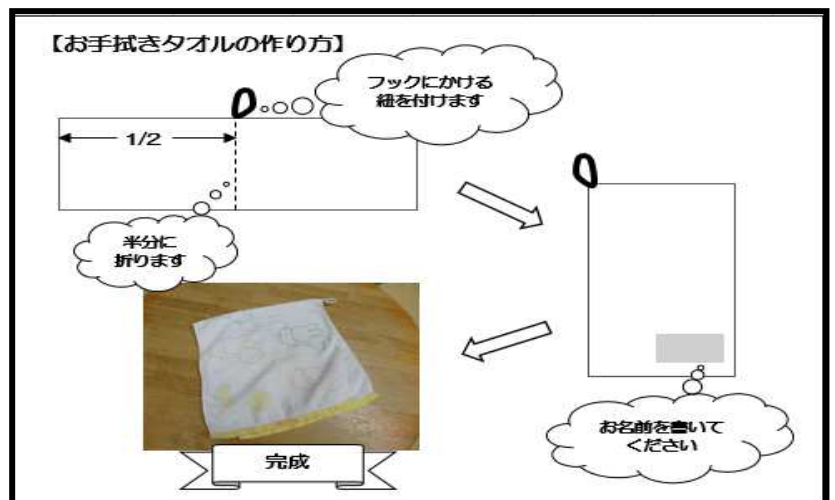 【お手拭きタオルの作り方】
フックにかける
紐を付けます
1/2
半分に
折ります
お名前を書いて
ください
完成